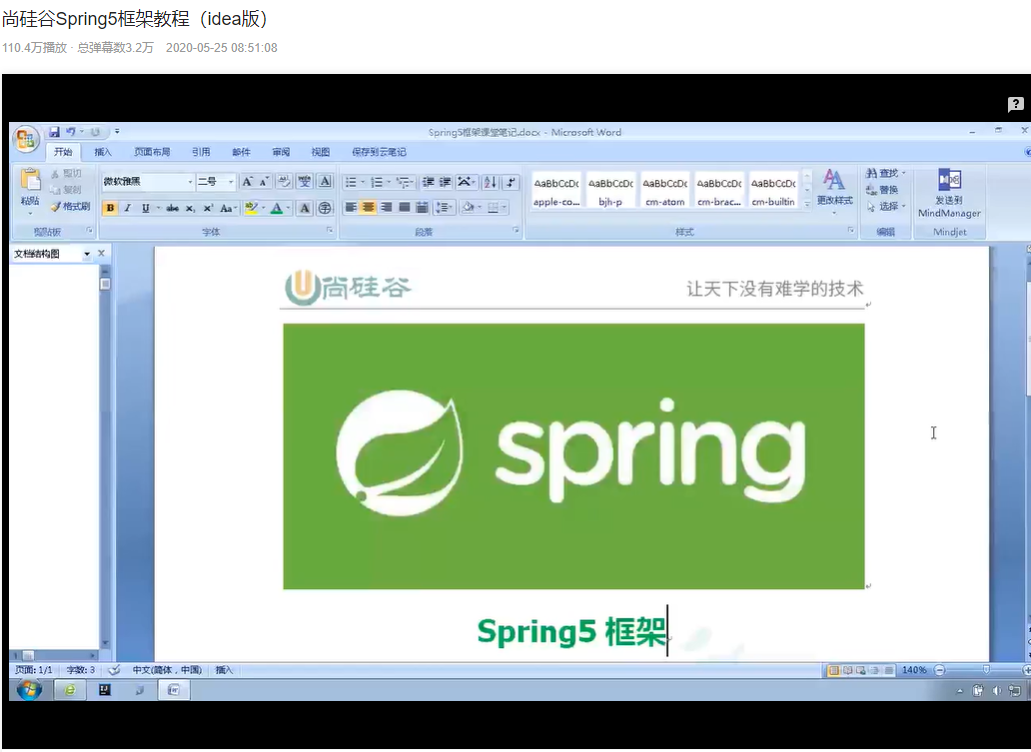 尚硅谷Spring5框架教程（idea版）
110.4万播放 · 总弹幕数3.2万 2020-05-25 08:51:08
?
Spring5框架课堂笔记.docx - Microsoft Word
开始 插入 页面布局 引用 邮件 审阅 视图 保存到云笔记
粘贴 剪切 复制 格式刷
微软雅黑 二号
AaBbCcDc AaBbCcDc AaBbCcDc AaBbCcDc AaBbCcDc
apple-co... bjh-p cm-atom cm-brac... cm-builtin
更改样式
查找 替换 选择
发送到 MindManager
剪贴板 字体 段落 样式 编辑 Mindjet
文档结构图
尚硅谷 让天下没有难学的技术
spring
Spring5 框架
页面: 1/1 字数: 3 中文(简体，中国) 插入 140%